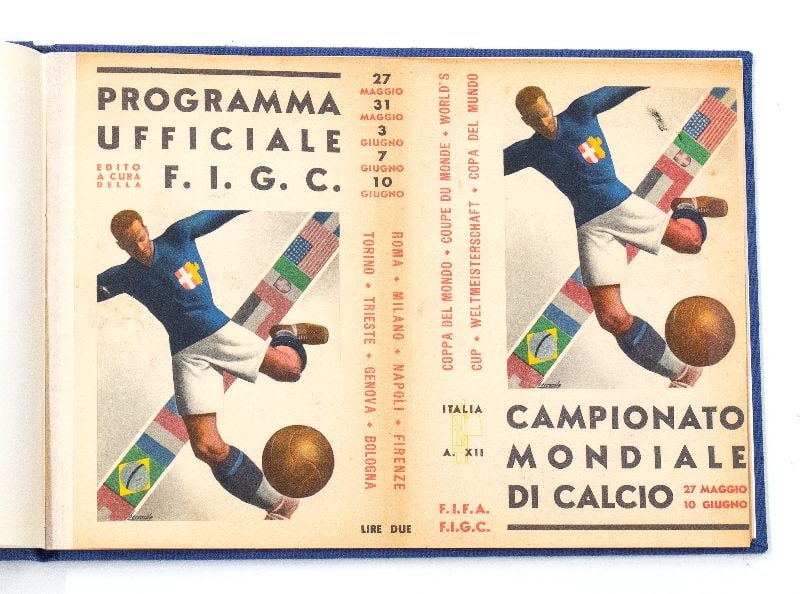 PROGRAMMA
UFFICIALE
EDITO
A CURA
DELLA
F. I. G. C.
27
MAGGIO
31
MAGGIO
3
GIUGNO
7
GIUGNO
10
GIUGNO
ROMA • MILANO • NAPOLI • FIRENZE
TORINO • TRIESTE • GENOVA • BOLOGNA
LIRE DUE
COPPA DEL MONDO • COUPE DU MONDE • WORLD'S
CUP • WELTMEISTERSCHAFT • COPA DEL MUNDO
ITALIA
A. XII
F.I.F.A.
F.I.G.C.
CAMPIONATO
MONDIALE
DI CALCIO
27 MAGGIO
10 GIUGNO